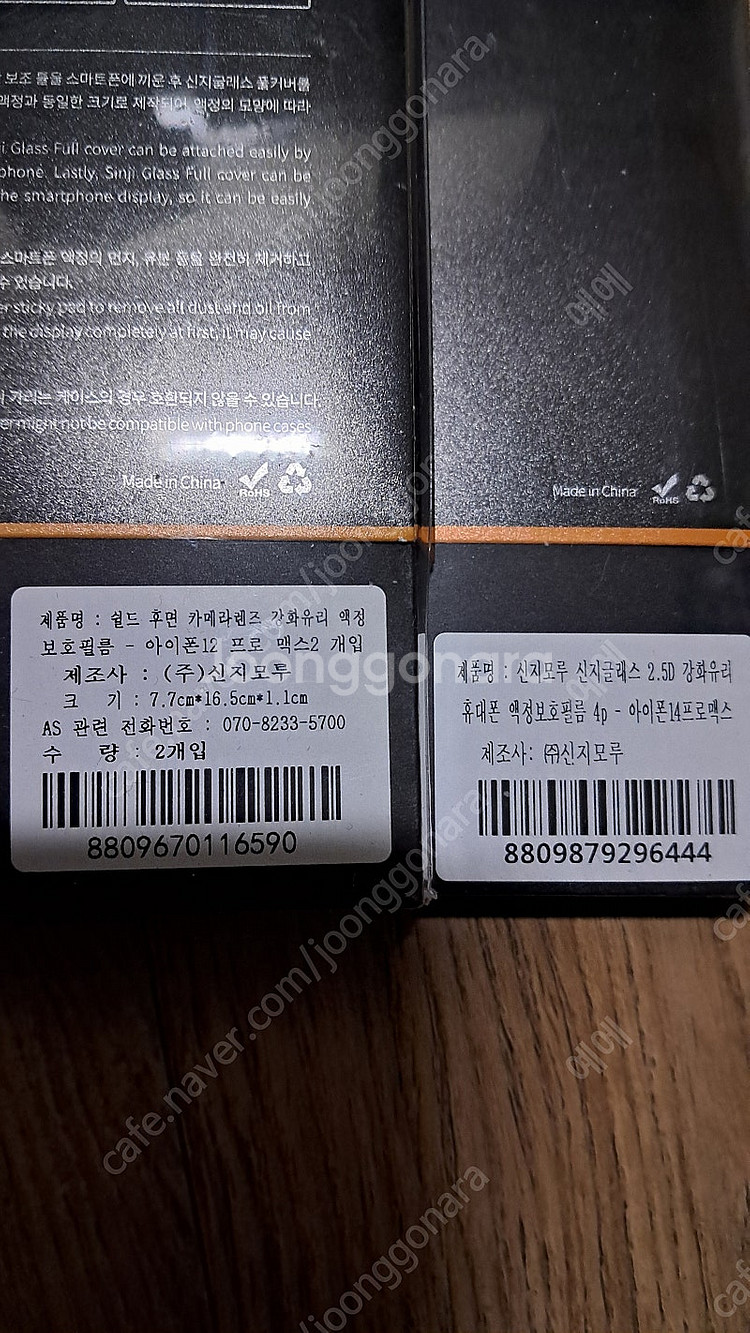 보조 틀을 스마트폰에 끼운 후 신지글래스 풀커버를
액정과 동일한 크기로 제작되어 액정의 모양에 따라
Glass Full cover can be attached easily by
phone. Lastly, Sinji Glass Full cover can be
the smartphone display, so it can be easily
스마트폰 액정의 먼지, 유분 등을 완전히 제거하고
수 있습니다.
sticky pad to remove all dust and oil from
the display completely at first, it may cause
가리는 케이스의 경우 호환되지 않을 수 있습니다.
might not be compatible with phone cases
Made in China RoHS
Made in China RoHS
제품명 : 쉴드 후면 카메라렌즈 강화유리 액정
보호필름 - 아이폰12 프로 맥스2 개입
제조사 : (주)신지모루
크 기 : 7.7cm*16.5cm*1.1cm
AS 관련 전화번호 : 070-8233-5700
수 량 : 2개입
8809670116590
제품명 : 신지모루 신지글래스 2.5D 강화유리
휴대폰 액정보호필름 4p - 아이폰14프로맥스
제조사: ㈜신지모루
8809879296444
joonggonara
cafe.naver.com/joonggonara
예예
예예